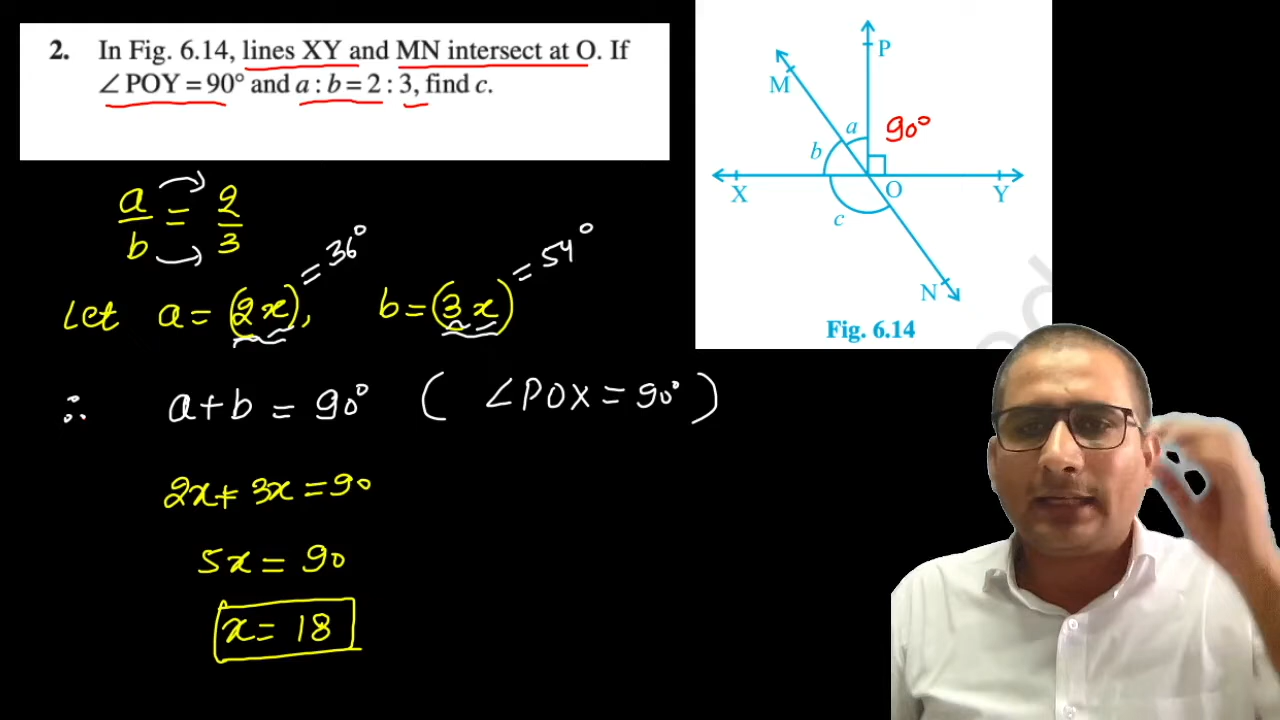 2. In Fig. 6.14, lines XY and MN intersect at O. If
∠ POY = 90° and a : b = 2 : 3, find c.
P
M
a
90°
b
X
O
Y
c
N
Fig. 6.14
a/b = 2/3
Let a = (2x) = 36°, b = (3x) = 54°
∴ a+b = 90° ( ∠POX = 90° )
2x + 3x = 90
5x = 90
x = 18